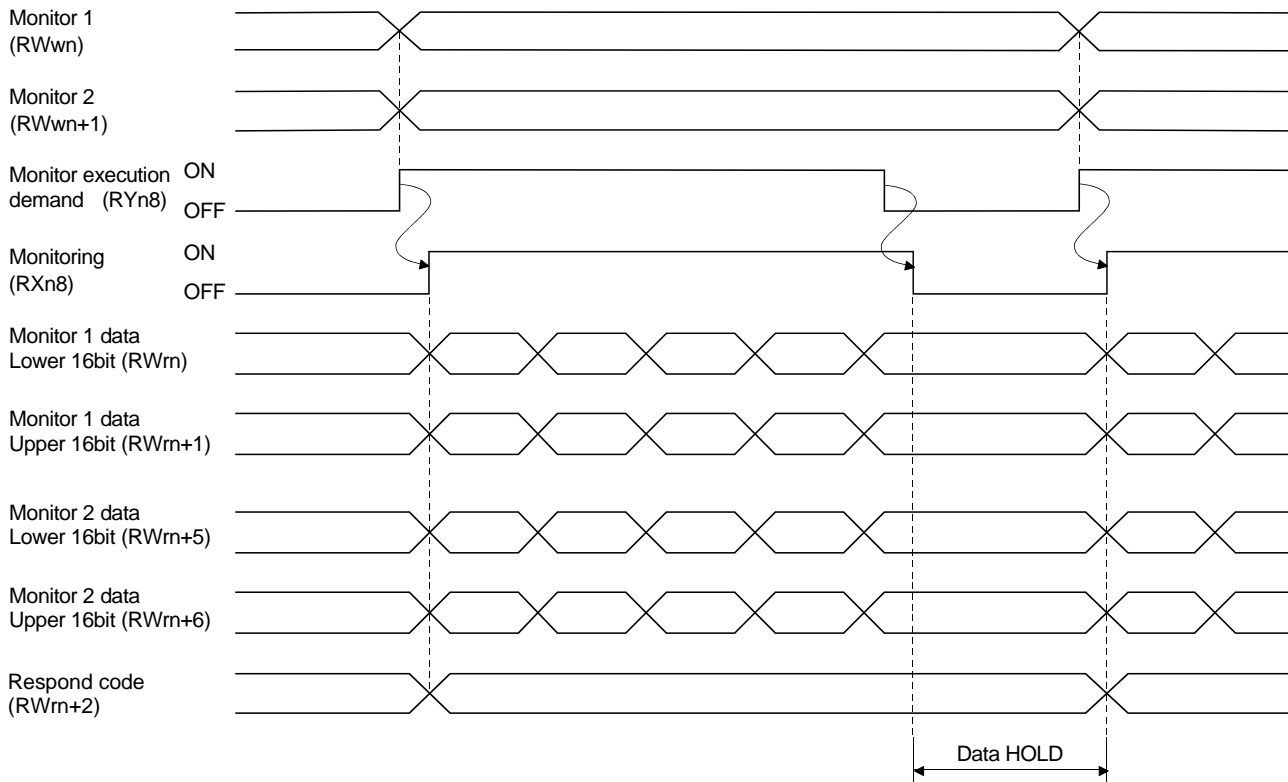 Monitor 1
(RWwn)
Monitor 2
(RWwn+1)
Monitor execution ON
demand (RYn8) OFF
Monitoring ON
(RXn8) OFF
Monitor 1 data
Lower 16bit (RWrn)
Monitor 1 data
Upper 16bit (RWrn+1)
Monitor 2 data
Lower 16bit (RWrn+5)
Monitor 2 data
Upper 16bit (RWrn+6)
Respond code
(RWrn+2)
Data HOLD